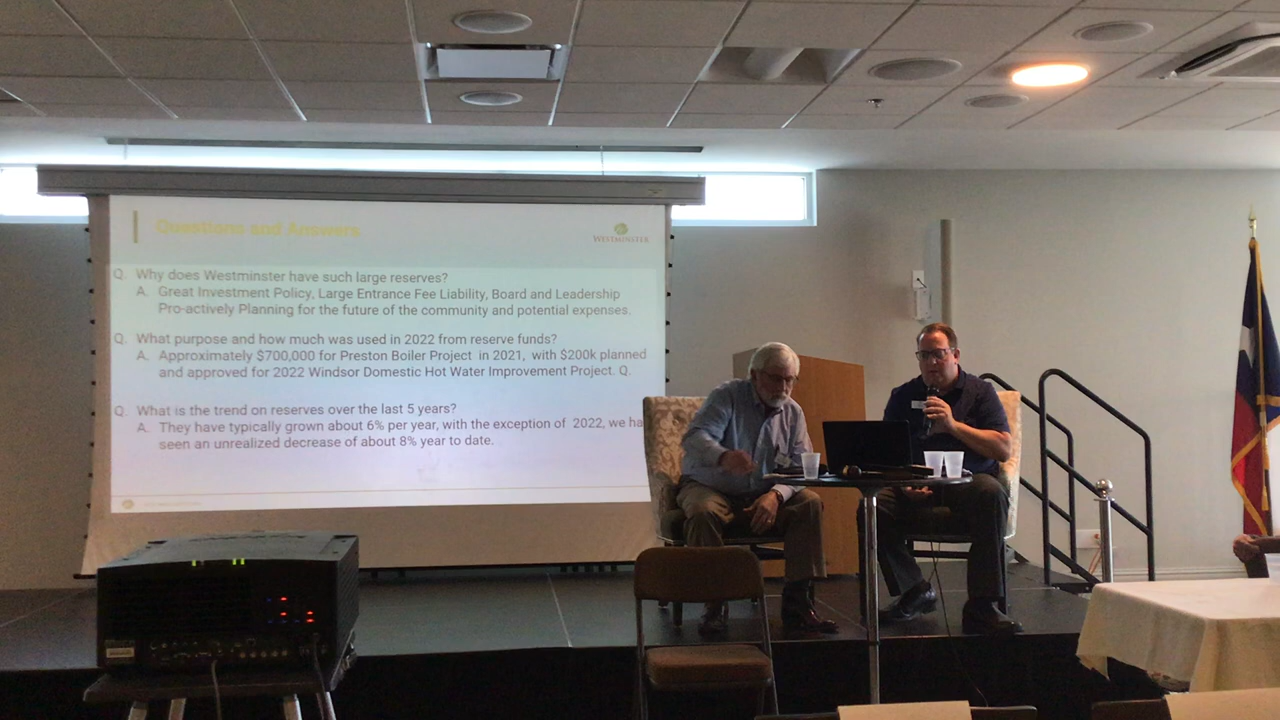 Questions and Answers
WESTMINSTER
Q. Why does Westminster have such large reserves?
A. Great Investment Policy, Large Entrance Fee Liability, Board and Leadership
Pro-actively Planning for the future of the community and potential expenses.
Q. What purpose and how much was used in 2022 from reserve funds?
A. Approximately $700,000 for Preston Boiler Project in 2021, with $200k planned
and approved for 2022 Windsor Domestic Hot Water Improvement Project. Q.
Q. What is the trend on reserves over the last 5 years?
A. They have typically grown about 6% per year, with the exception of 2022, we ha
seen an unrealized decrease of about 8% year to date.